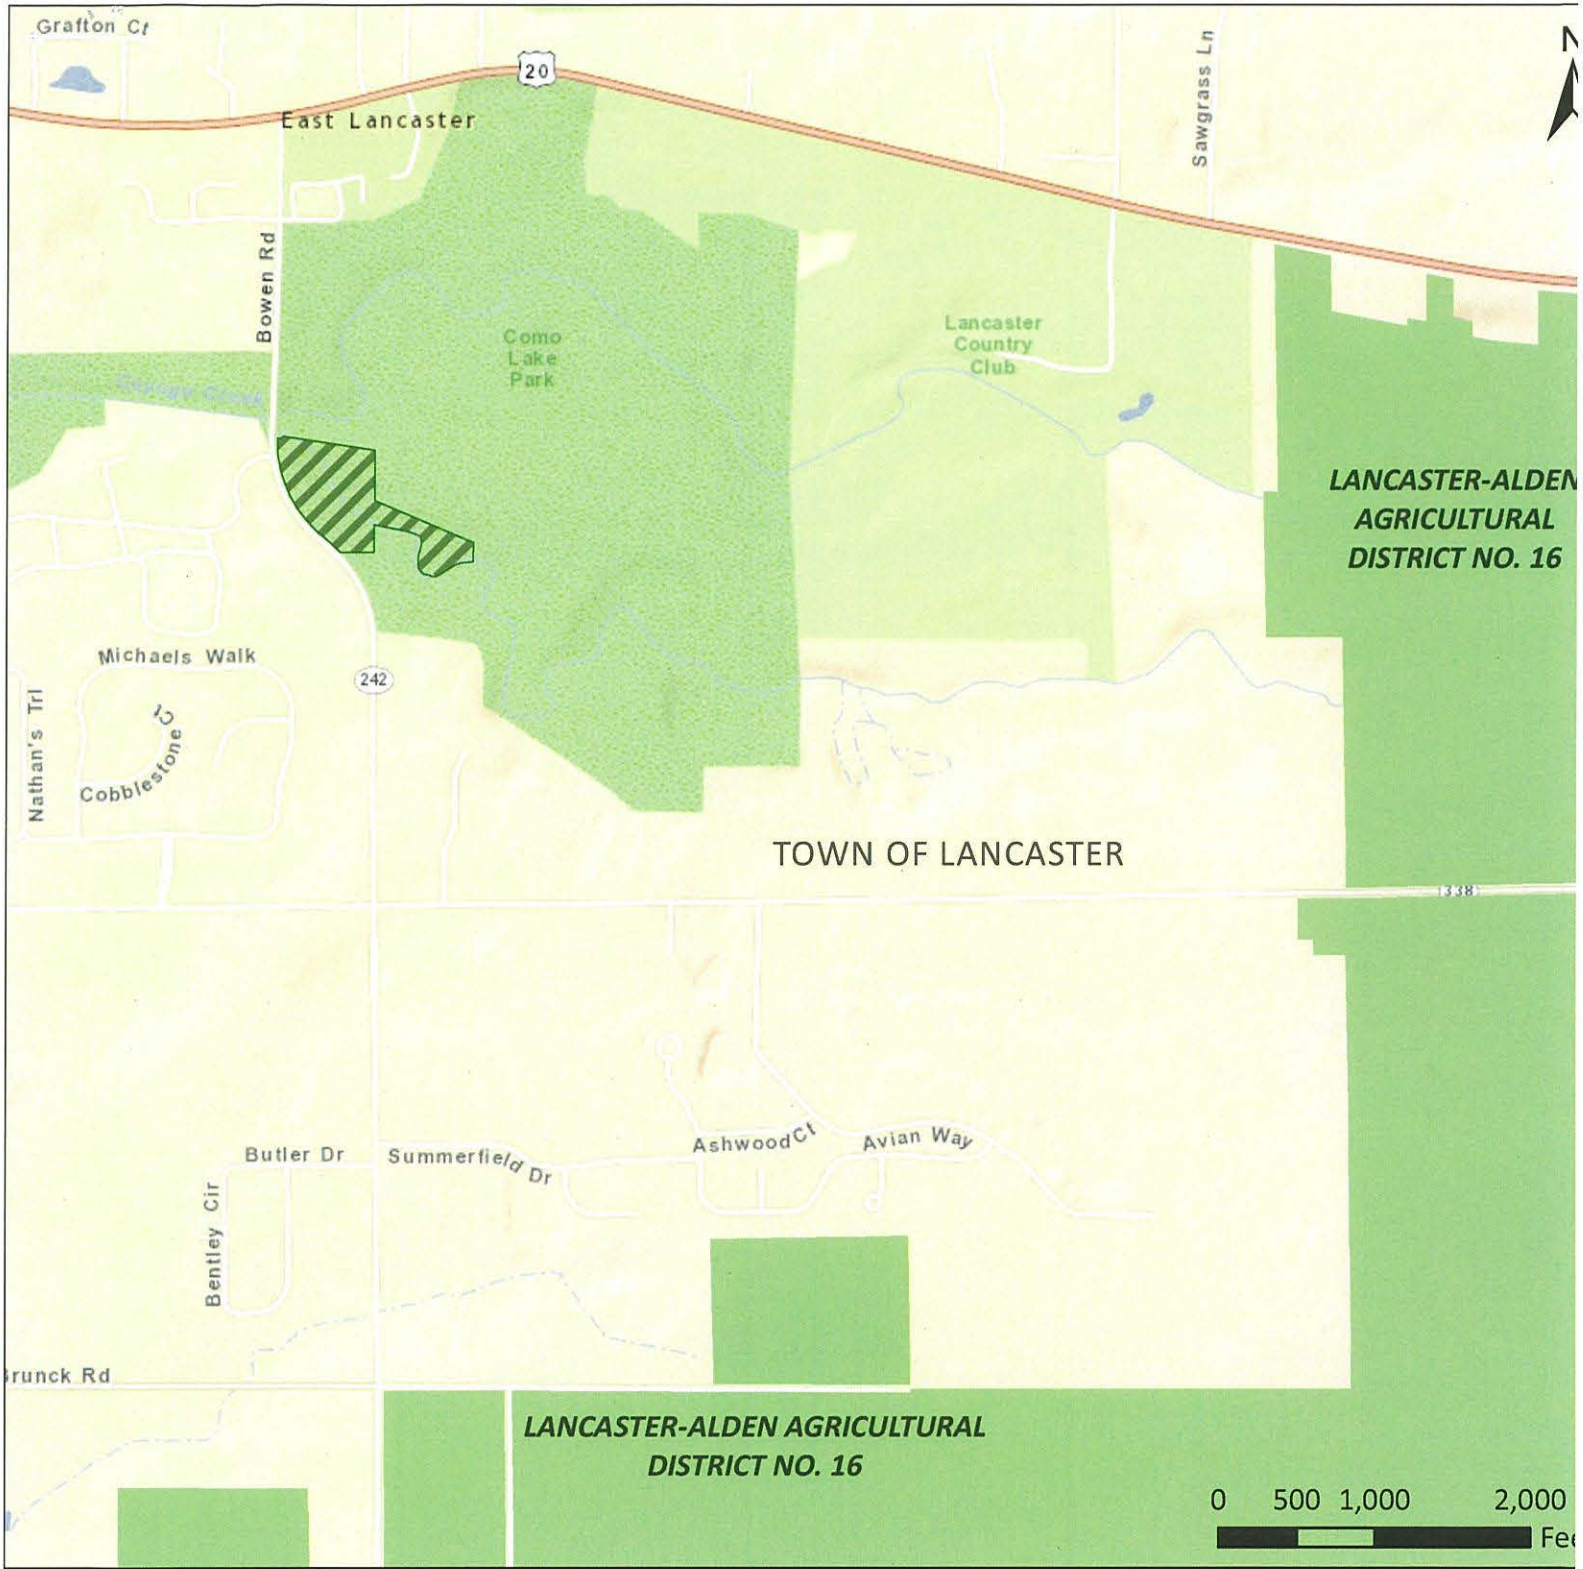 Grafton Ct
N
20
Sawgrass Ln
East Lancaster
Bowen Rd
Como
Lake
Park
Lancaster
Country
Club
Cayuga Creek
LANCASTER-ALDEN
AGRICULTURAL
DISTRICT NO. 16
Michaels Walk
242
Nathan's Trl
Cobblestone Ct
TOWN OF LANCASTER
338
Butler Dr
Summerfield Dr
Ashwood Ct
Avian Way
Bentley Cir
runck Rd
LANCASTER-ALDEN AGRICULTURAL
DISTRICT NO. 16
0 500 1,000 2,000
Fee